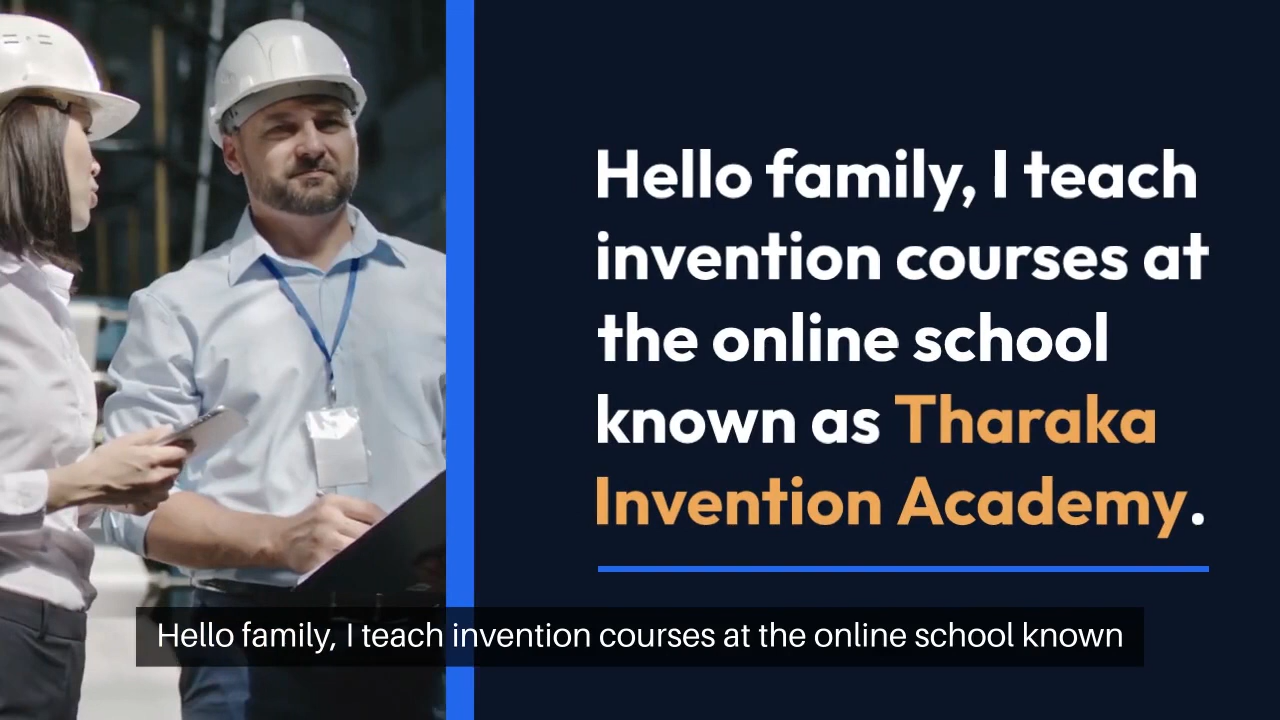 Hello family, I teach
invention courses at
the online school
known as Tharaka
Invention Academy.
Hello family, I teach invention courses at the online school known